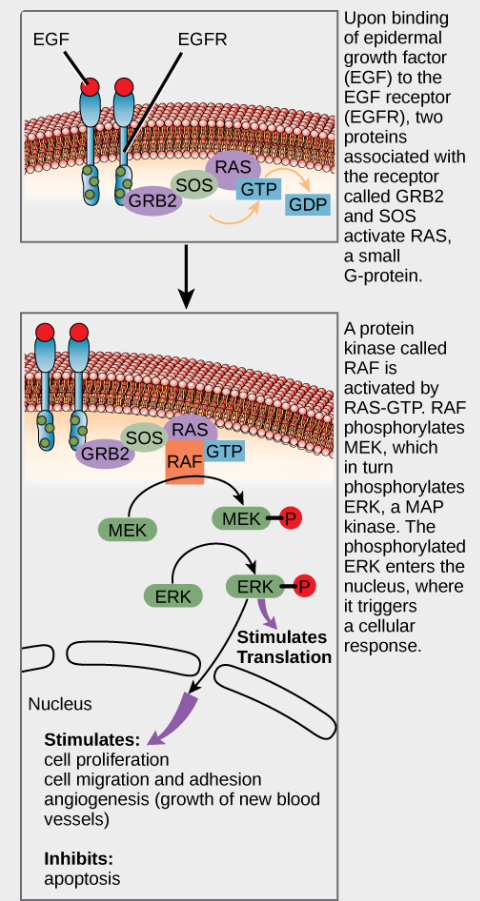 EGF
EGFR
RAS
SOS
GTP
GRB2
GDP
Upon binding
of epidermal
growth factor
(EGF) to the
EGF receptor
(EGFR), two
proteins
associated with
the receptor
called GRB2
and SOS
activate RAS,
a small
G-protein.
RAS
SOS
GTP
GRB2
RAF
MEK
MEK
P
ERK
ERK
P
Stimulates
Translation
Nucleus
Stimulates:
cell proliferation
cell migration and adhesion
angiogenesis (growth of new blood
vessels)
Inhibits:
apoptosis
A protein
kinase called
RAF is
activated by
RAS-GTP. RAF
phosphorylates
MEK, which
in turn
phosphorylates
ERK, a MAP
kinase. The
phosphorylated
ERK enters the
nucleus, where
it triggers
a cellular
response.